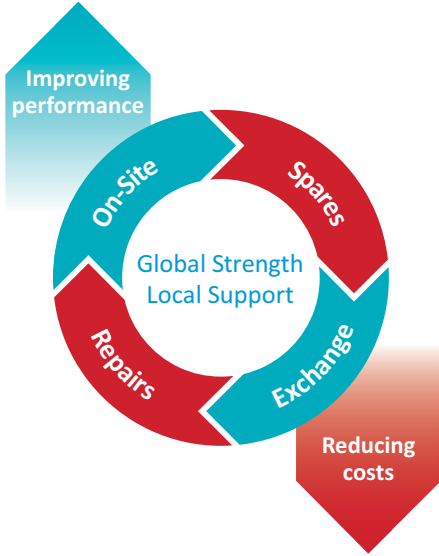 Improving
performance
On-Site
Spares
Global Strength
Local Support
Repairs
Exchange
Reducing
costs